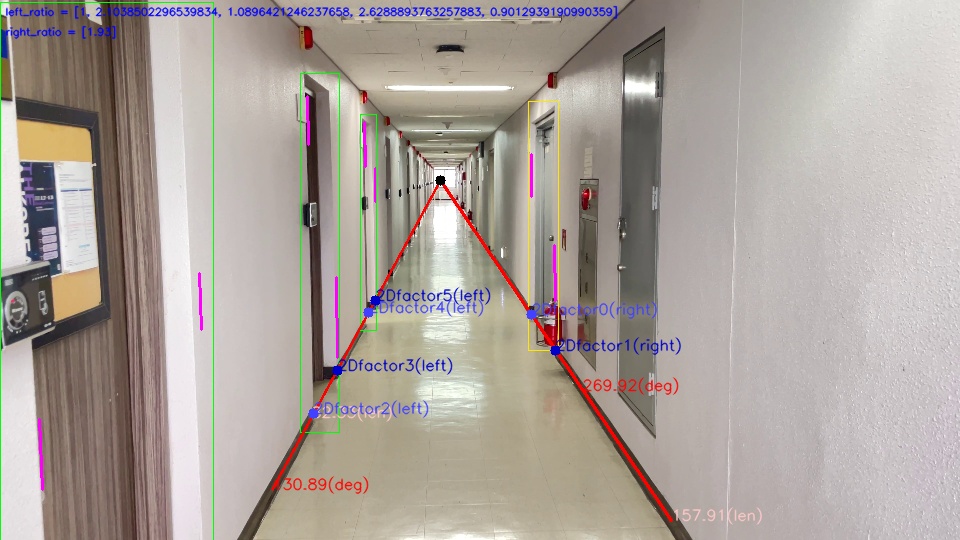 left_ratio = [1, 2.1038502296539834, 1.0896421246237658, 2.6288893763257883, 0.9012939190990359]
right_ratio = [1.93]
2Dfactor5(left)
2Dfactor4(left)
2Dfactor0(right)
2Dfactor1(right)
2Dfactor3(left)
269.92(deg)
2Dfactor2(left)
130.89(deg)
157.91(len)